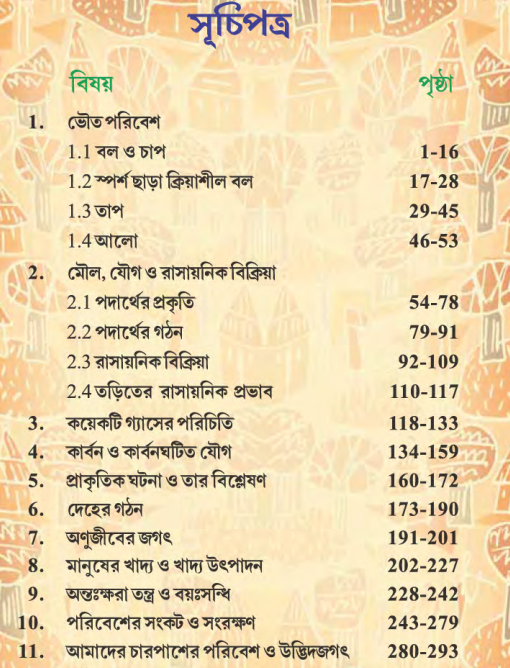 সূচিপত্র
বিষয় পৃষ্ঠা
1. ভৌত পরিবেশ
1.1 বল ও চাপ 1-16
1.2 স্পর্শ ছাড়া ক্রিয়াশীল বল 17-28
1.3 তাপ 29-45
1.4 আলো 46-53
2. মৌল, যৌগ ও রাসায়নিক বিক্রিয়া
2.1 পদার্থের প্রকৃতি 54-78
2.2 পদার্থের গঠন 79-91
2.3 রাসায়নিক বিক্রিয়া 92-109
2.4 তড়িতের রাসায়নিক প্রভাব 110-117
3. কয়েকটি গ্যাসের পরিচিতি 118-133
4. কার্বন ও কার্বনঘটিত যৌগ 134-159
5. প্রাকৃতিক ঘটনা ও তার বিশ্লেষণ 160-172
6. দেহের গঠন 173-190
7. অণুজীবের জগৎ 191-201
8. মানুষের খাদ্য ও খাদ্য উৎপাদন 202-227
9. অন্তঃক্ষরা তন্ত্র ও বয়ঃসন্ধি 228-242
10. পরিবেশের সংকট ও সংরক্ষণ 243-279
11. আমাদের চারপাশের পরিবেশ ও উদ্ভিদজগৎ 280-293